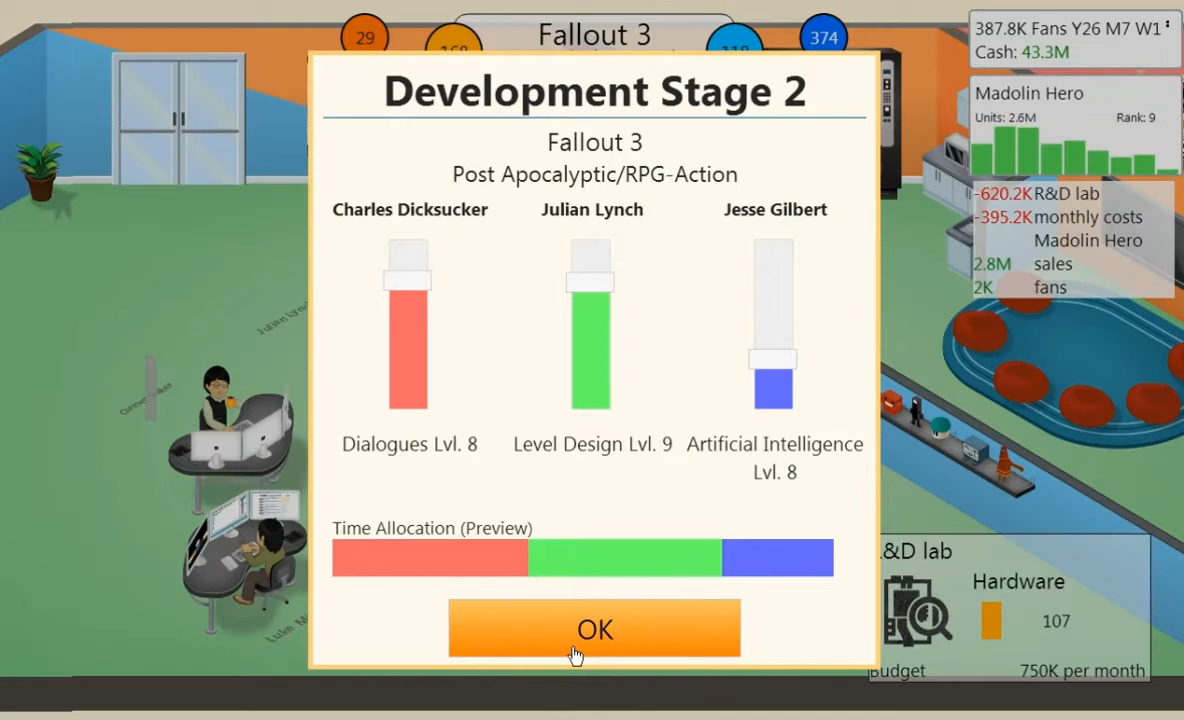 29
Fallout 3
374
387.8K Fans Y26 M7 W1
Cash: 43.3M
Development Stage 2
Fallout 3
Post Apocalyptic/RPG-Action
Charles Dicksucker
Julian Lynch
Jesse Gilbert
Dialogues Lvl. 8
Level Design Lvl. 9
Artificial Intelligence
Lvl. 8
Time Allocation (Preview)
OK
Madolin Hero
Units: 2.6M
Rank: 9
-620.2K R&D lab
-395.2K monthly costs
Madolin Hero
2.8M sales
2K fans
Julian Lync
&D lab
Hardware
107
Budget
750K per month